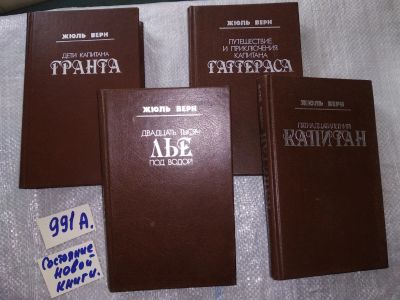 ЖЮЛЬ ВЕРН
ДЕТИ КАПИТАНА
ГРАНТА
ЖЮЛЬ ВЕРН
ПУТЕШЕСТВИЕ
И ПРИКЛЮЧЕНИЯ
КАПИТАНА
ГАТТЕРАСА
ЖЮЛЬ ВЕРН
ДВАДЦАТЬ ТЫСЯЧ
ЛЬЕ
ПОД ВОДОЙ
ЖЮЛЬ ВЕРН
ПЯТНАДЦАТИЛЕТНИЙ
КАПИТАН
991А.
Состояние
новой
книги.